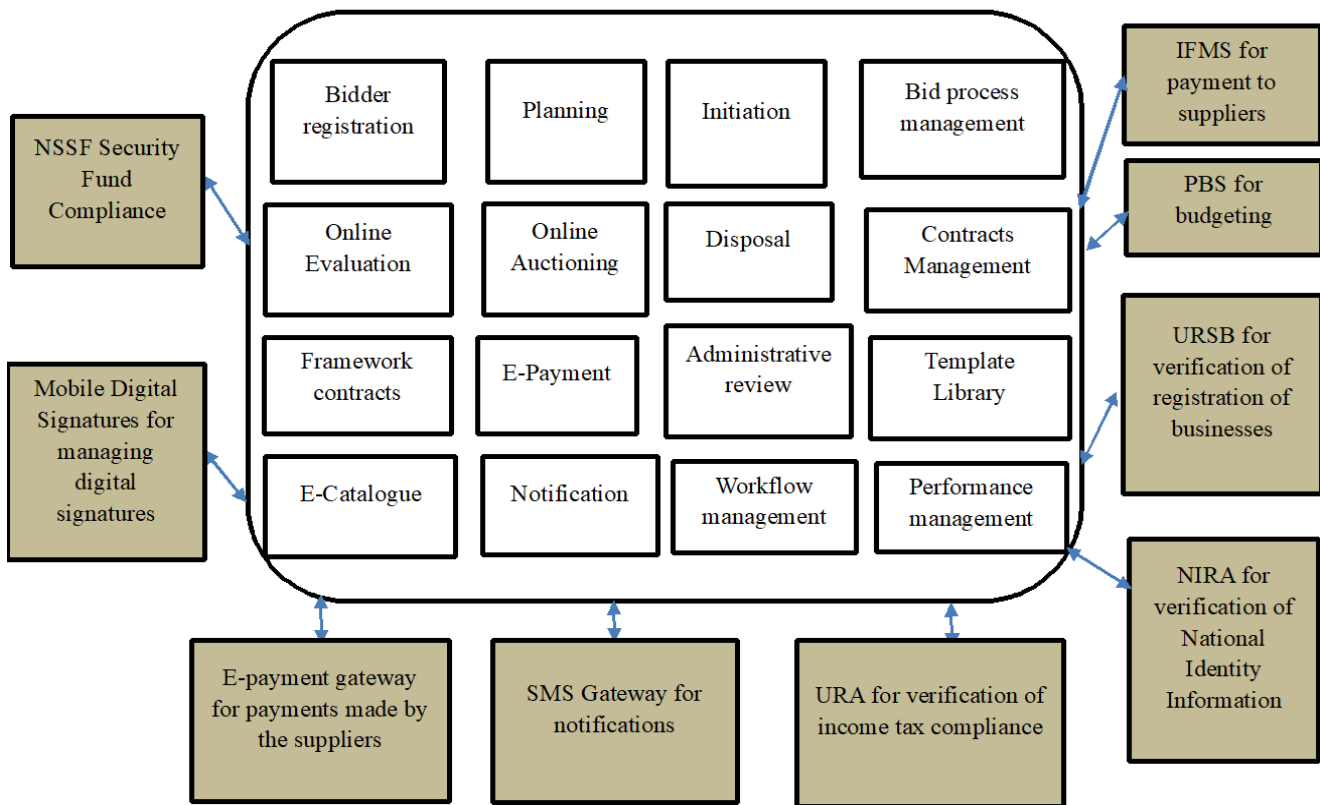 Bidder
registration
Planning
Initiation
Bid process
management
Online
Evaluation
Online
Auctioning
Disposal
Contracts
Management
Framework
contracts
E-Payment
Administrative
review
Template
Library
E-Catalogue
Notification
Workflow
management
Performance
management
NSSF Security
Fund
Compliance
Mobile Digital
Signatures for
managing
digital
signatures
IFMS for
payment to
suppliers
PBS for
budgeting
URSB for
verification of
registration of
businesses
NIRA for
verification of
National
Identity
Information
E-payment gateway
for payments made by
the suppliers
SMS Gateway for
notifications
URA for verification of
income tax compliance